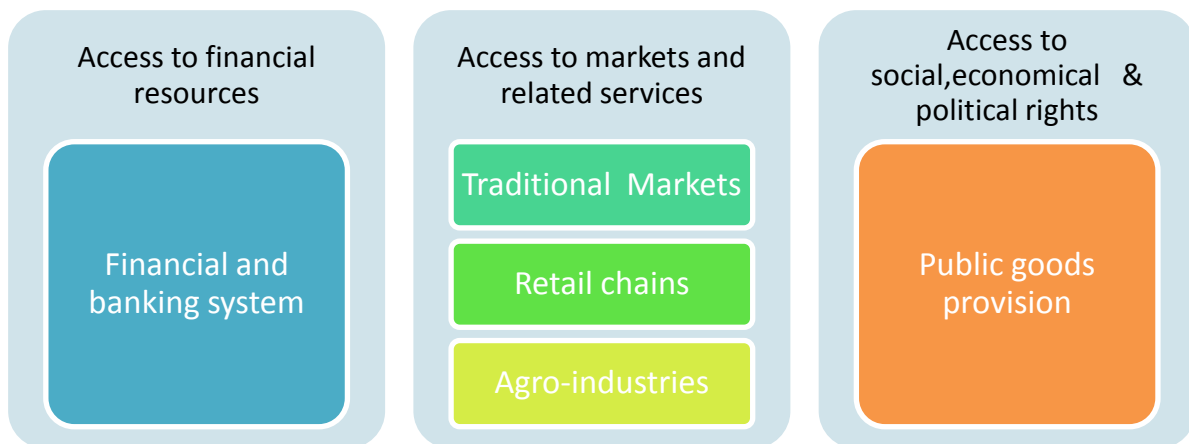 Access to financial
resources
Financial and
banking system
Access to markets and
related services
Traditional  Markets
Retail chains
Agro-industries
Access to
social,economical  &
political rights
Public goods
provision